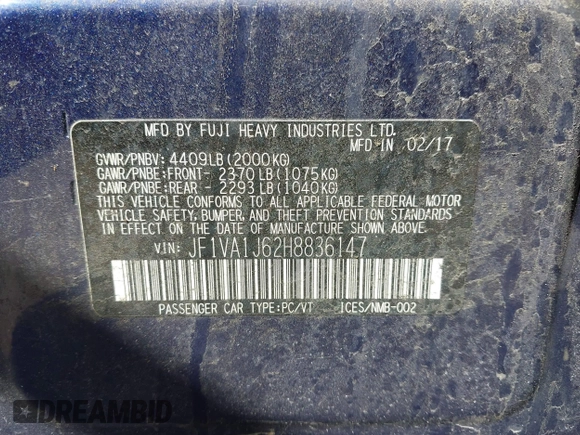 MFD BY FUJI HEAVY INDUSTRIES LTD.
MFD IN 02/17
GVWR/PNBV: 4409LB(2000KG)
GAWR/PNBE:FRONT- 2370LB(1075KG)
GAWR/PNBE:REAR - 2293LB(1040KG)
THIS VEHICLE CONFORMS TO ALL APPLICABLE FEDERAL MOTOR
VEHICLE SAFETY, BUMPER, AND THEFT PREVENTION STANDARDS
IN EFFECT ON THE DATE OF MANUFACTURE SHOWN ABOVE.
VIN: JF1VA1J62H8836147
PASSENGER CAR TYPE:PC/VT ICES/NMB-002
DREAMBID